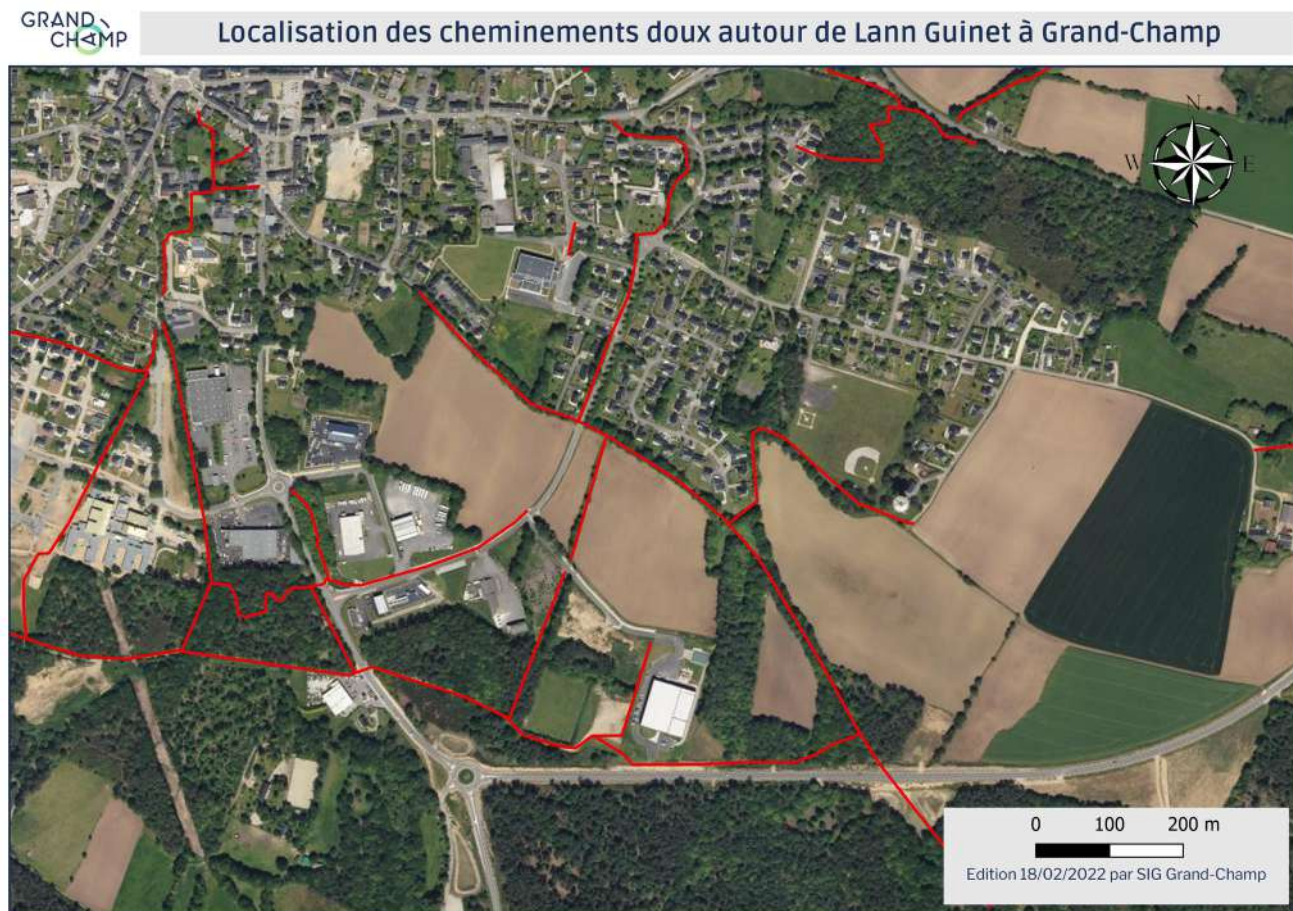 GRAND
CHAMP
Localisation des cheminements doux autour de Lann Guinet à Grand-Champ
N
W
E
0 100 200 m
Edition 18/02/2022 par SIG Grand-Champ